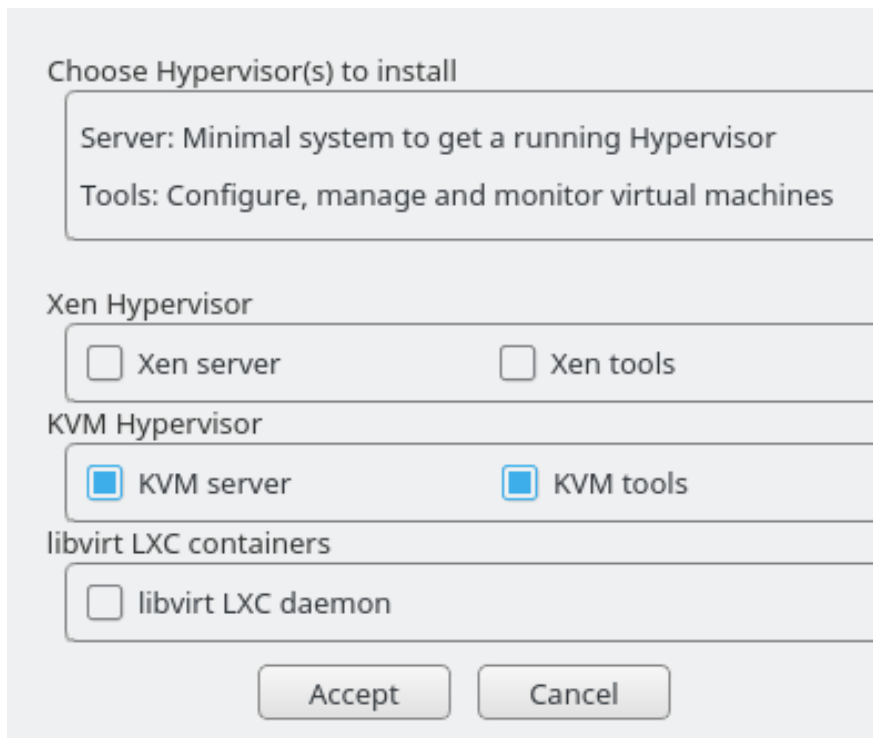 Choose Hypervisor(s) to install
Server: Minimal system to get a running Hypervisor
Tools: Configure, manage and monitor virtual machines
Xen Hypervisor
Xen server Xen tools
KVM Hypervisor
KVM server KVM tools
libvirt LXC containers
libvirt LXC daemon
Accept Cancel